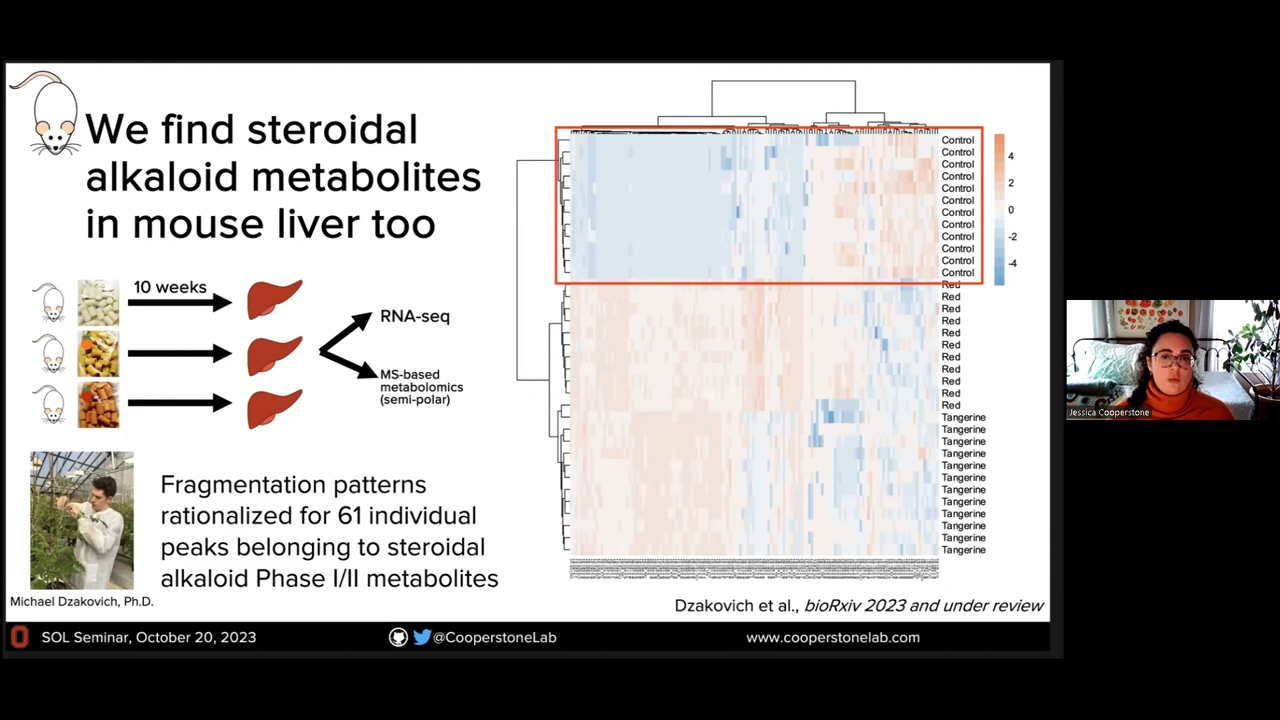 We find steroidal
alkaloid metabolites
in mouse liver too
10 weeks
RNA-seq
MS-based
metabolomics
(semi-polar)
Fragmentation patterns
rationalized for 61 individual
peaks belonging to steroidal
alkaloid Phase I/II metabolites
Michael Dzakovich, Ph.D.
Control
Control
Control
Control
Control
Control
Control
Control
Control
Control
Control
Control
Red
Red
Red
Red
Red
Red
Red
Red
Red
Red
Red
Tangerine
Tangerine
Tangerine
Tangerine
Tangerine
Tangerine
Tangerine
Tangerine
Tangerine
Tangerine
Tangerine
Tangerine
4
2
0
-2
-4
Dzakovich et al., bioRxiv 2023 and under review
SOL Seminar, October 20, 2023
@CooperstoneLab
www.cooperstonelab.com
Jessica Cooperstone